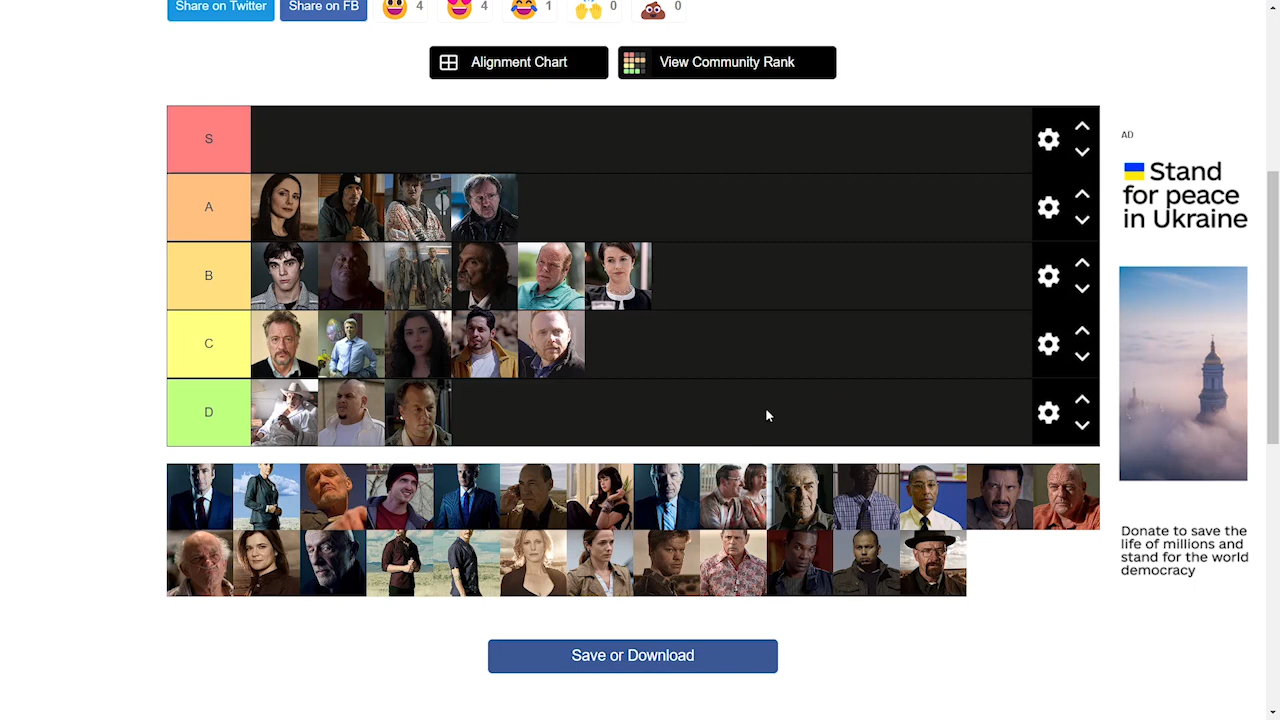 Share on Twitter
Share on FB
4
4
1
0
0
Alignment Chart
View Community Rank
S
A
B
C
D
AD
Stand
for peace
in Ukraine
Donate to save the
life of millions and
stand for the world
democracy
Save or Download